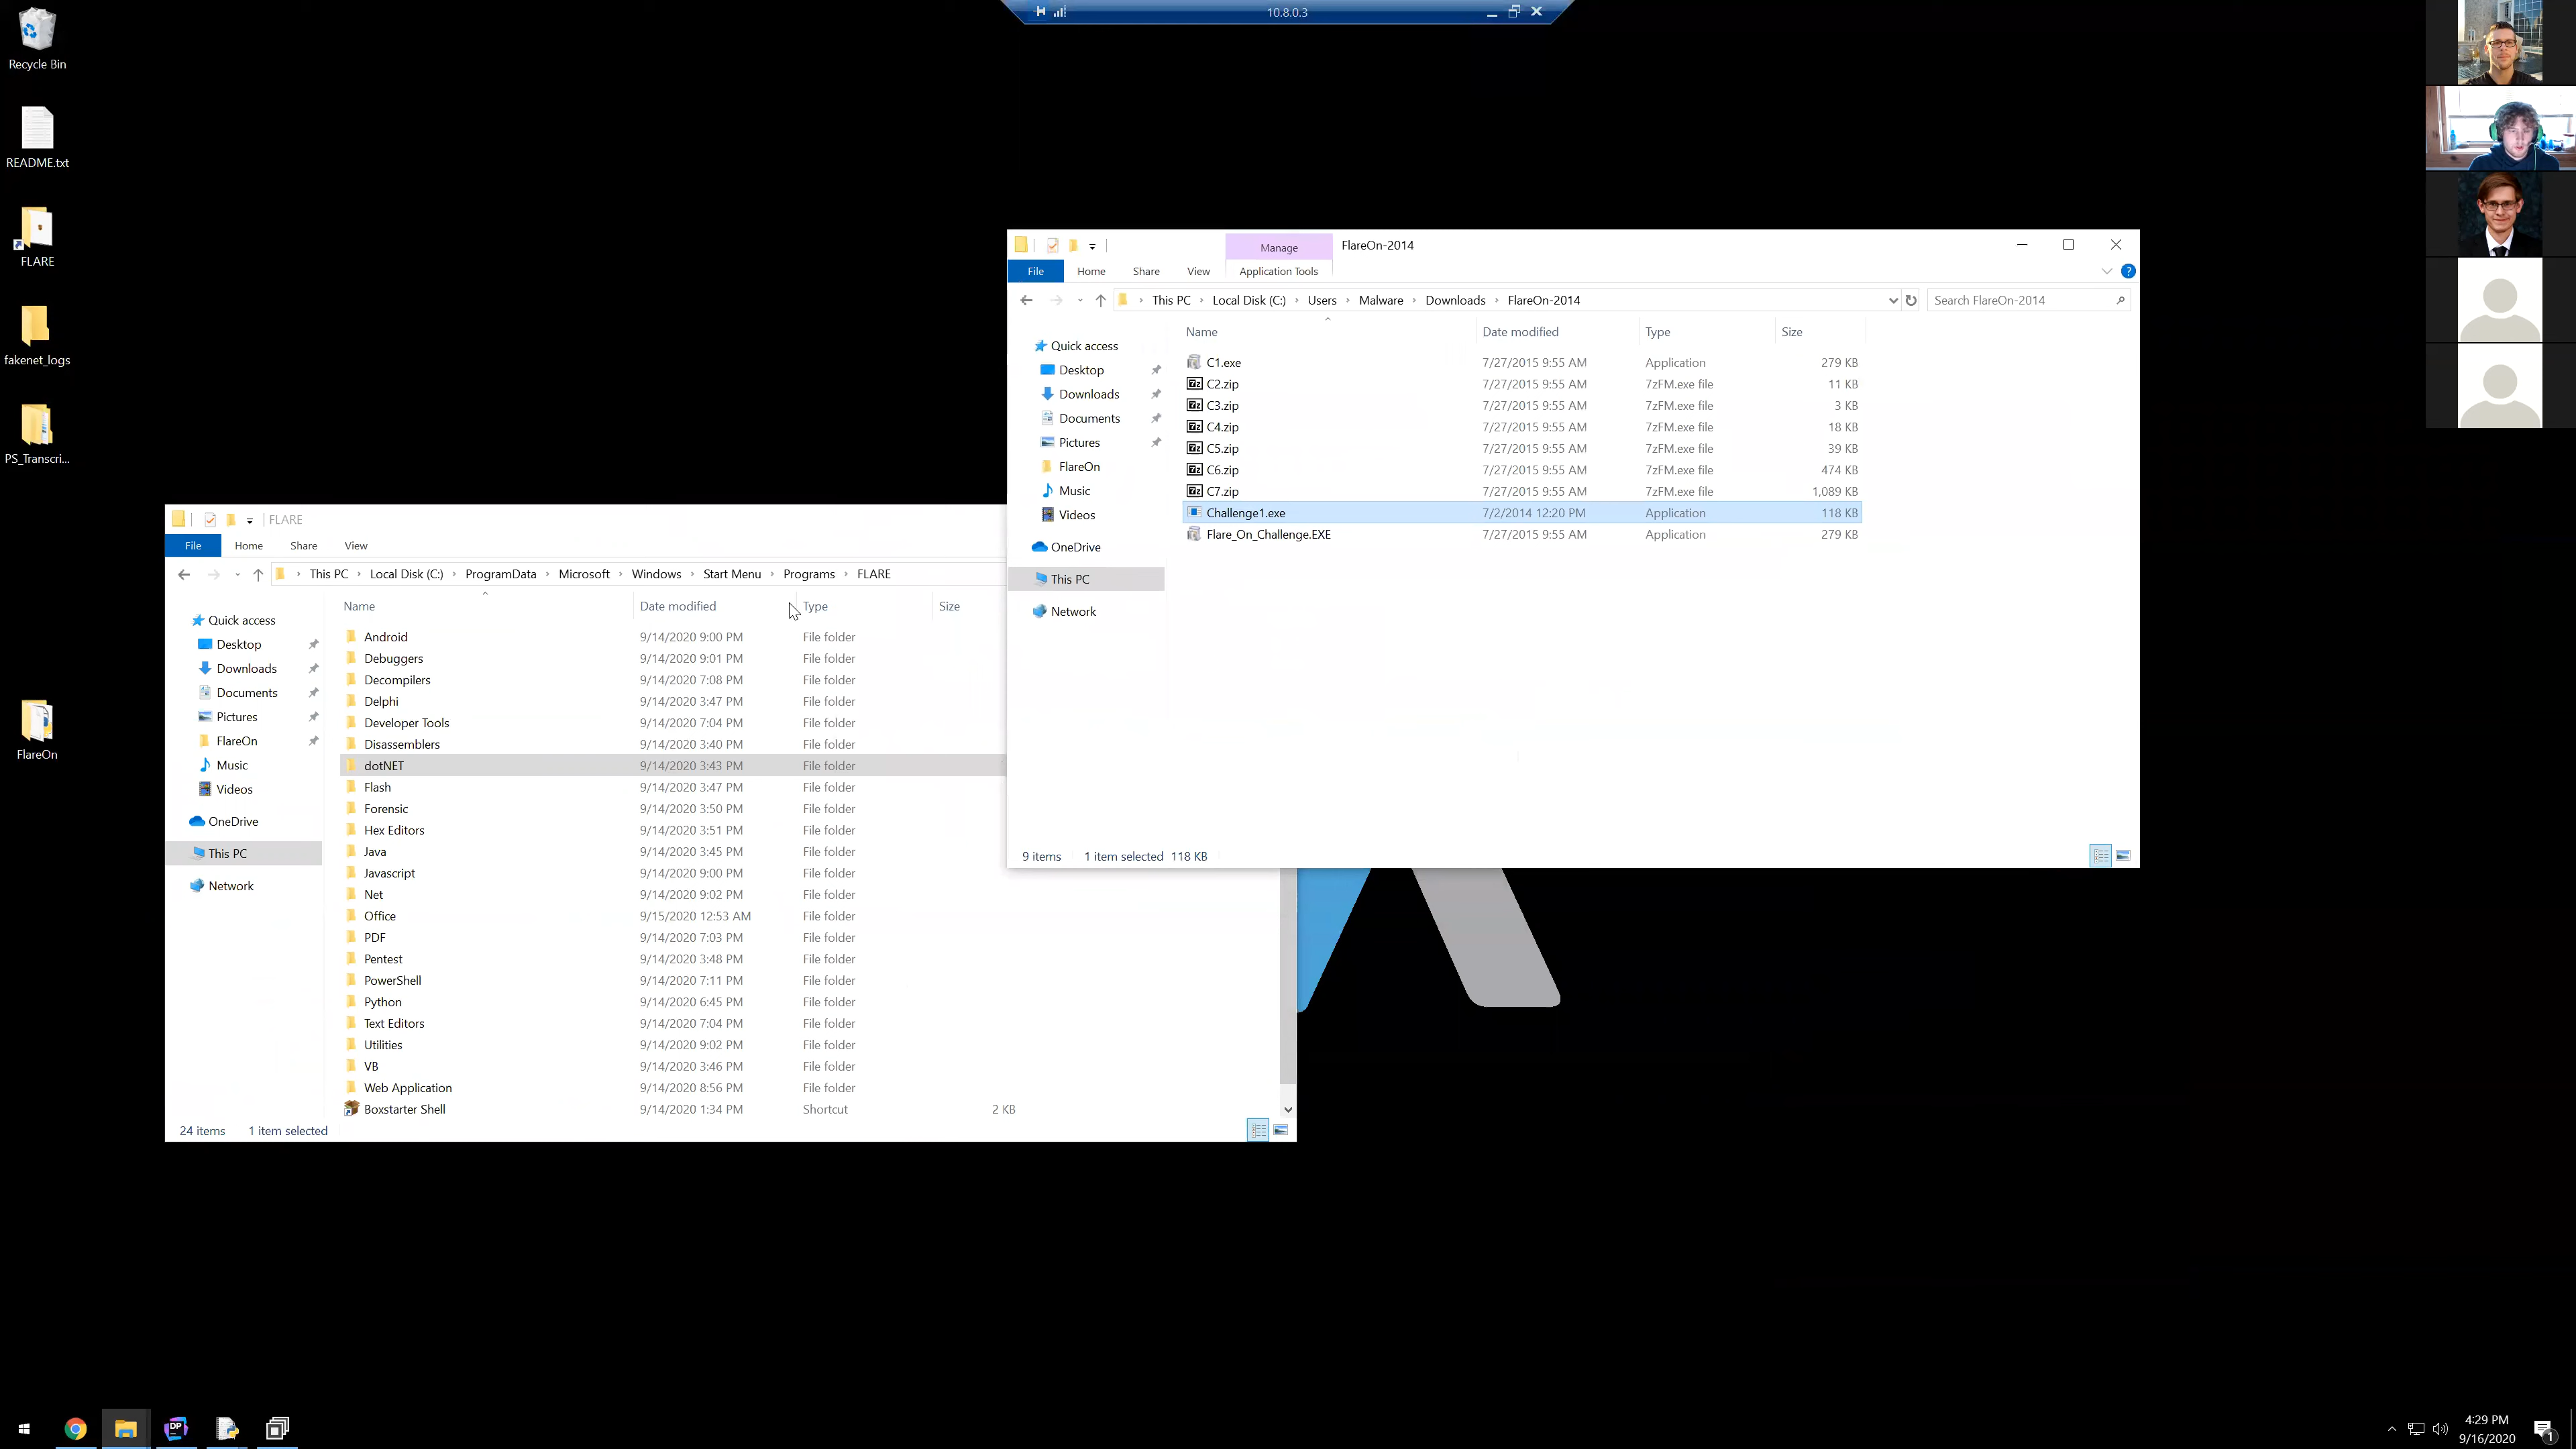 10.8.0.3
Recycle Bin
README.txt
FLARE
fakenet_logs
PS_Transcri...
FlareOn
Manage
FlareOn-2014
File Home Share View Application Tools
This PC Local Disk (C:) Users Malware Downloads FlareOn-2014
Search FlareOn-2014
Name Date modified Type Size
Quick access
Desktop
Downloads
Documents
Pictures
FlareOn
Music
Videos
OneDrive
This PC
Network
C1.exe 7/27/2015 9:55 AM Application 279 KB
C2.zip 7/27/2015 9:55 AM 7zFM.exe file 11 KB
C3.zip 7/27/2015 9:55 AM 7zFM.exe file 3 KB
C4.zip 7/27/2015 9:55 AM 7zFM.exe file 18 KB
C5.zip 7/27/2015 9:55 AM 7zFM.exe file 39 KB
C6.zip 7/27/2015 9:55 AM 7zFM.exe file 474 KB
C7.zip 7/27/2015 9:55 AM 7zFM.exe file 1,089 KB
Challenge1.exe 7/2/2014 12:20 PM Application 118 KB
Flare_On_Challenge.EXE 7/27/2015 9:55 AM Application 279 KB
9 items 1 item selected 118 KB
FLARE
File Home Share View
This PC Local Disk (C:) ProgramData Microsoft Windows Start Menu Programs FLARE
Name Date modified Type Size
Quick access
Desktop
Downloads
Documents
Pictures
FlareOn
Music
Videos
OneDrive
This PC
Network
Android 9/14/2020 9:00 PM File folder
Debuggers 9/14/2020 9:01 PM File folder
Decompilers 9/14/2020 7:08 PM File folder
Delphi 9/14/2020 3:47 PM File folder
Developer Tools 9/14/2020 7:04 PM File folder
Disassemblers 9/14/2020 3:40 PM File folder
dotNET 9/14/2020 3:43 PM File folder
Flash 9/14/2020 3:47 PM File folder
Forensic 9/14/2020 3:50 PM File folder
Hex Editors 9/14/2020 3:51 PM File folder
Java 9/14/2020 3:45 PM File folder
Javascript 9/14/2020 9:00 PM File folder
Net 9/14/2020 9:02 PM File folder
Office 9/15/2020 12:53 AM File folder
PDF 9/14/2020 7:03 PM File folder
Pentest 9/14/2020 3:48 PM File folder
PowerShell 9/14/2020 7:11 PM File folder
Python 9/14/2020 6:45 PM File folder
Text Editors 9/14/2020 7:04 PM File folder
Utilities 9/14/2020 9:02 PM File folder
VB 9/14/2020 3:46 PM File folder
Web Application 9/14/2020 8:56 PM File folder
Boxstarter Shell 9/14/2020 1:34 PM Shortcut 2 KB
24 items 1 item selected
DP
4:29 PM
9/16/2020
1